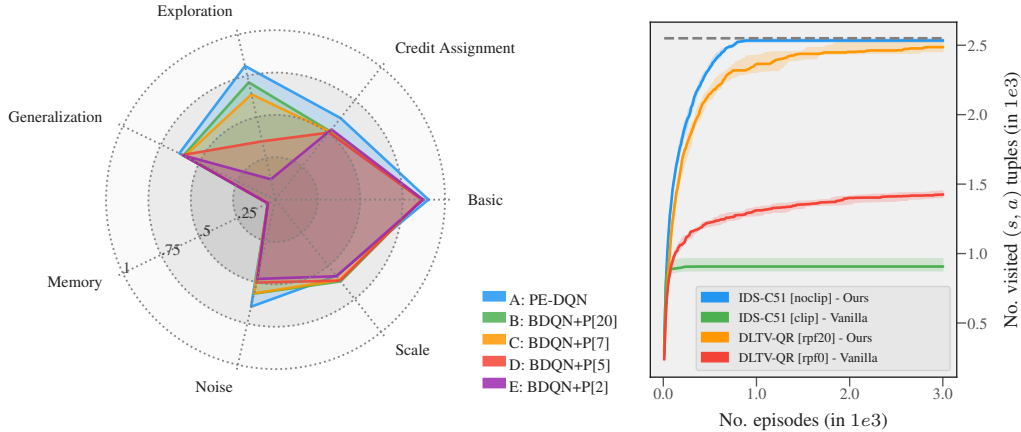 Exploration
Credit Assignment
Generalization
Basic
.25
.5
.75
1
Memory
Noise
Scale
A: PE-DQN
B: BDQN+P[20]
C: BDQN+P[7]
D: BDQN+P[5]
E: BDQN+P[2]
2.5
2.0
1.5
1.0
0.5
No. visited (s, a) tuples (in 1e3)
IDS-C51 [noclip] - Ours
IDS-C51 [clip] - Vanilla
DLTV-QR [rpf20] - Ours
DLTV-QR [rpf0] - Vanilla
0.0 1.0 2.0 3.0
No. episodes (in 1e3)